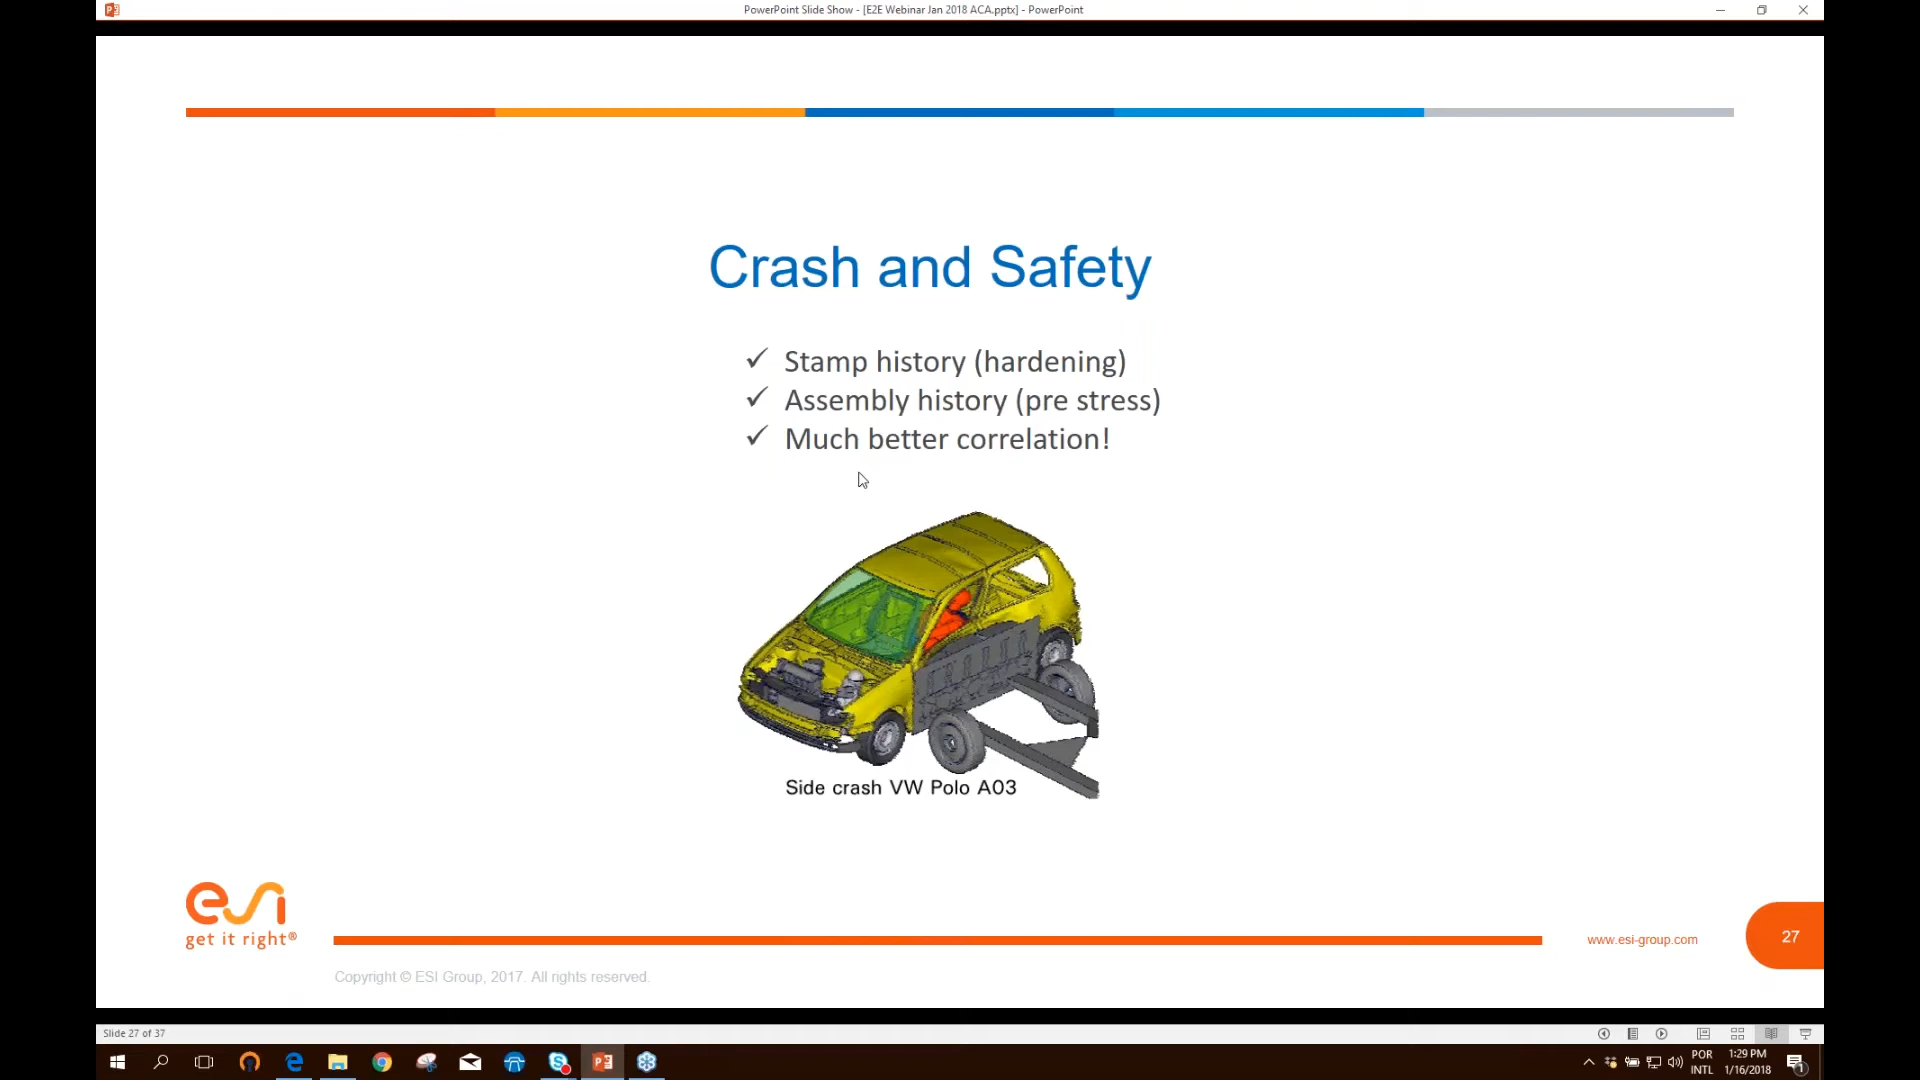 PowerPoint Slide Show - [E2E Webinar Jan 2018 ACA.pptx] - PowerPoint
Crash and Safety
✓ Stamp history (hardening)
✓ Assembly history (pre stress)
✓ Much better correlation!
Side crash VW Polo A03
esi
get it right®
www.esi-group.com
27
Copyright © ESI Group, 2017. All rights reserved.
Slide 27 of 37
POR
INTL
1:29 PM
1/16/2018
1